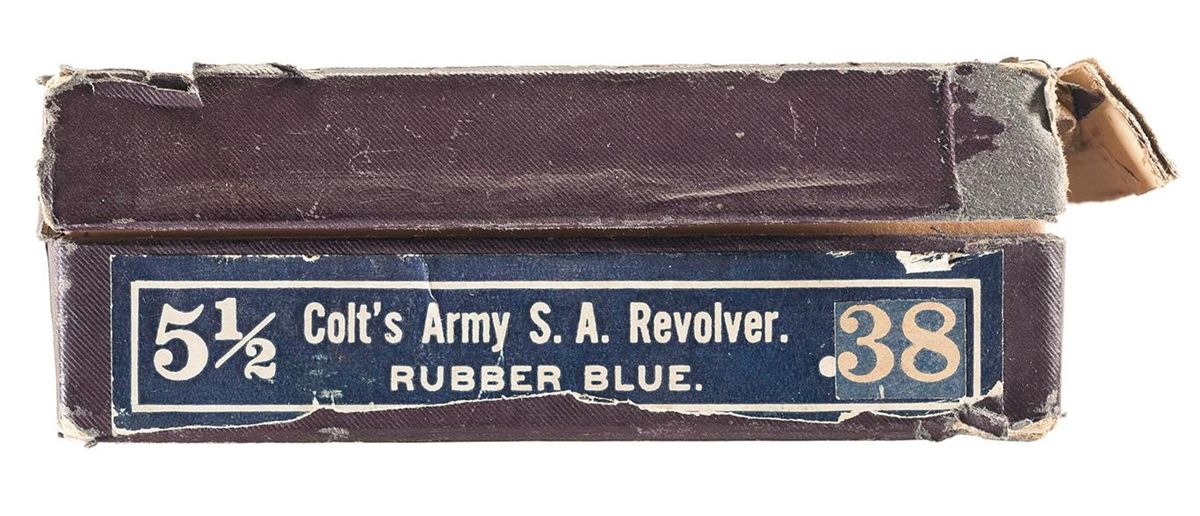 5½ Colt's Army S. A. Revolver. .38
RUBBER BLUE.